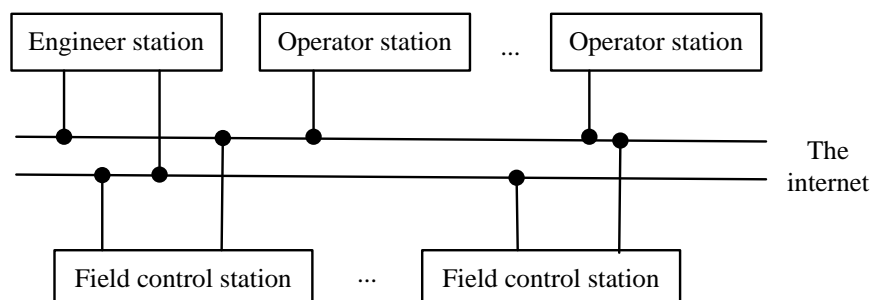 Engineer station
Operator station
...
Operator station
The
internet
Field control station
...
Field control station